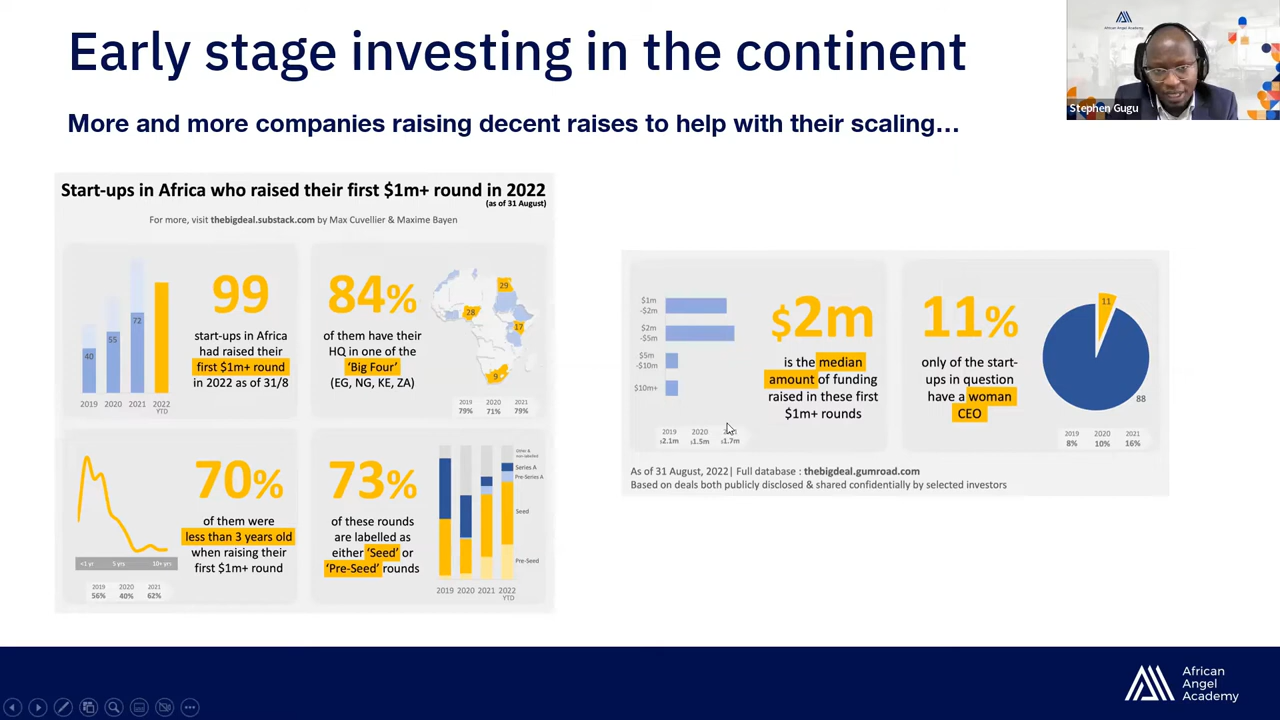 Early stage investing in the continent
More and more companies raising decent raises to help with their scaling…
African Angel Academy
Stephen Gugu
Start-ups in Africa who raised their first $1m+ round in 2022
(as of 31 August)
For more, visit thebigdeal.substack.com by Max Cuvellier & Maxime Bayen
40
55
72
2019 2020 2021 2022
YTD
99
start-ups in Africa
had raised their
first $1m+ round
in 2022 as of 31/8
84%
of them have their
HQ in one of the
‘Big Four’
(EG, NG, KE, ZA)
29
28
17
9
2019 2020 2021
79% 71% 79%
<1 yr 5 yrs 10+ yrs
2019 2020 2021
56% 40% 62%
70%
of them were
less than 3 years old
when raising their
first $1m+ round
73%
of these rounds
are labelled as
either ‘Seed’ or
‘Pre-Seed’ rounds
Series A
Pre-Series A
Seed
Pre-Seed
2019 2020 2021 2022
YTD
$1m
-$2m
$2m
-$5m
$5m
-$10m
$10m+
2019 2020
$2.1m $1.5m $1.7m
$2m
is the median
amount of funding
raised in these first
$1m+ rounds
11%
only of the start-
ups in question
have a woman
CEO
11
88
2019 2020 2021
8% 10% 16%
As of 31 August, 2022| Full database : thebigdeal.gumroad.com
Based on deals both publicly disclosed & shared confidentially by selected investors
African
Angel
Academy